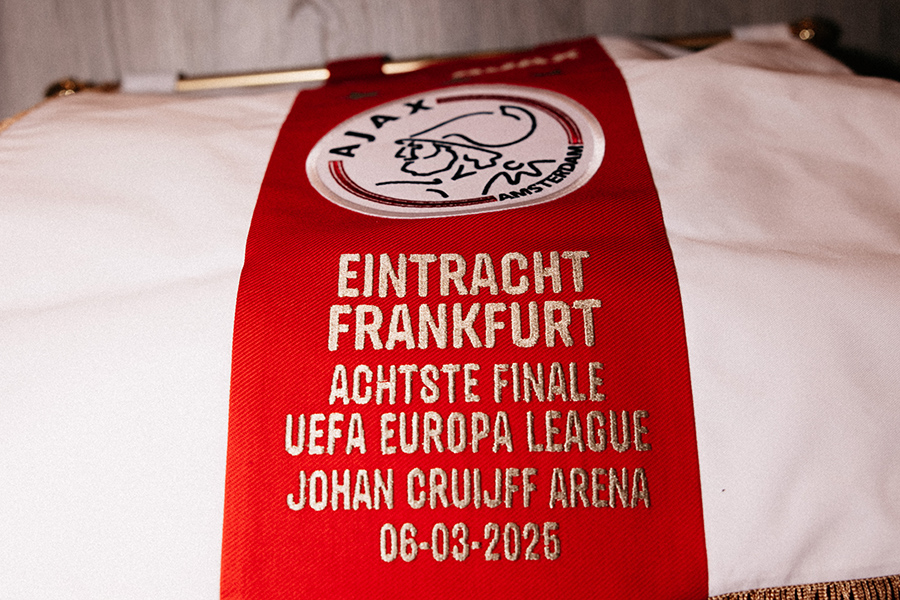 AJAX
AMSTERDAM
EINTRACHT
FRANKFURT
ACHTSTE FINALE
UEFA EUROPA LEAGUE
JOHAN CRUIJFF ARENA
06-03-2025